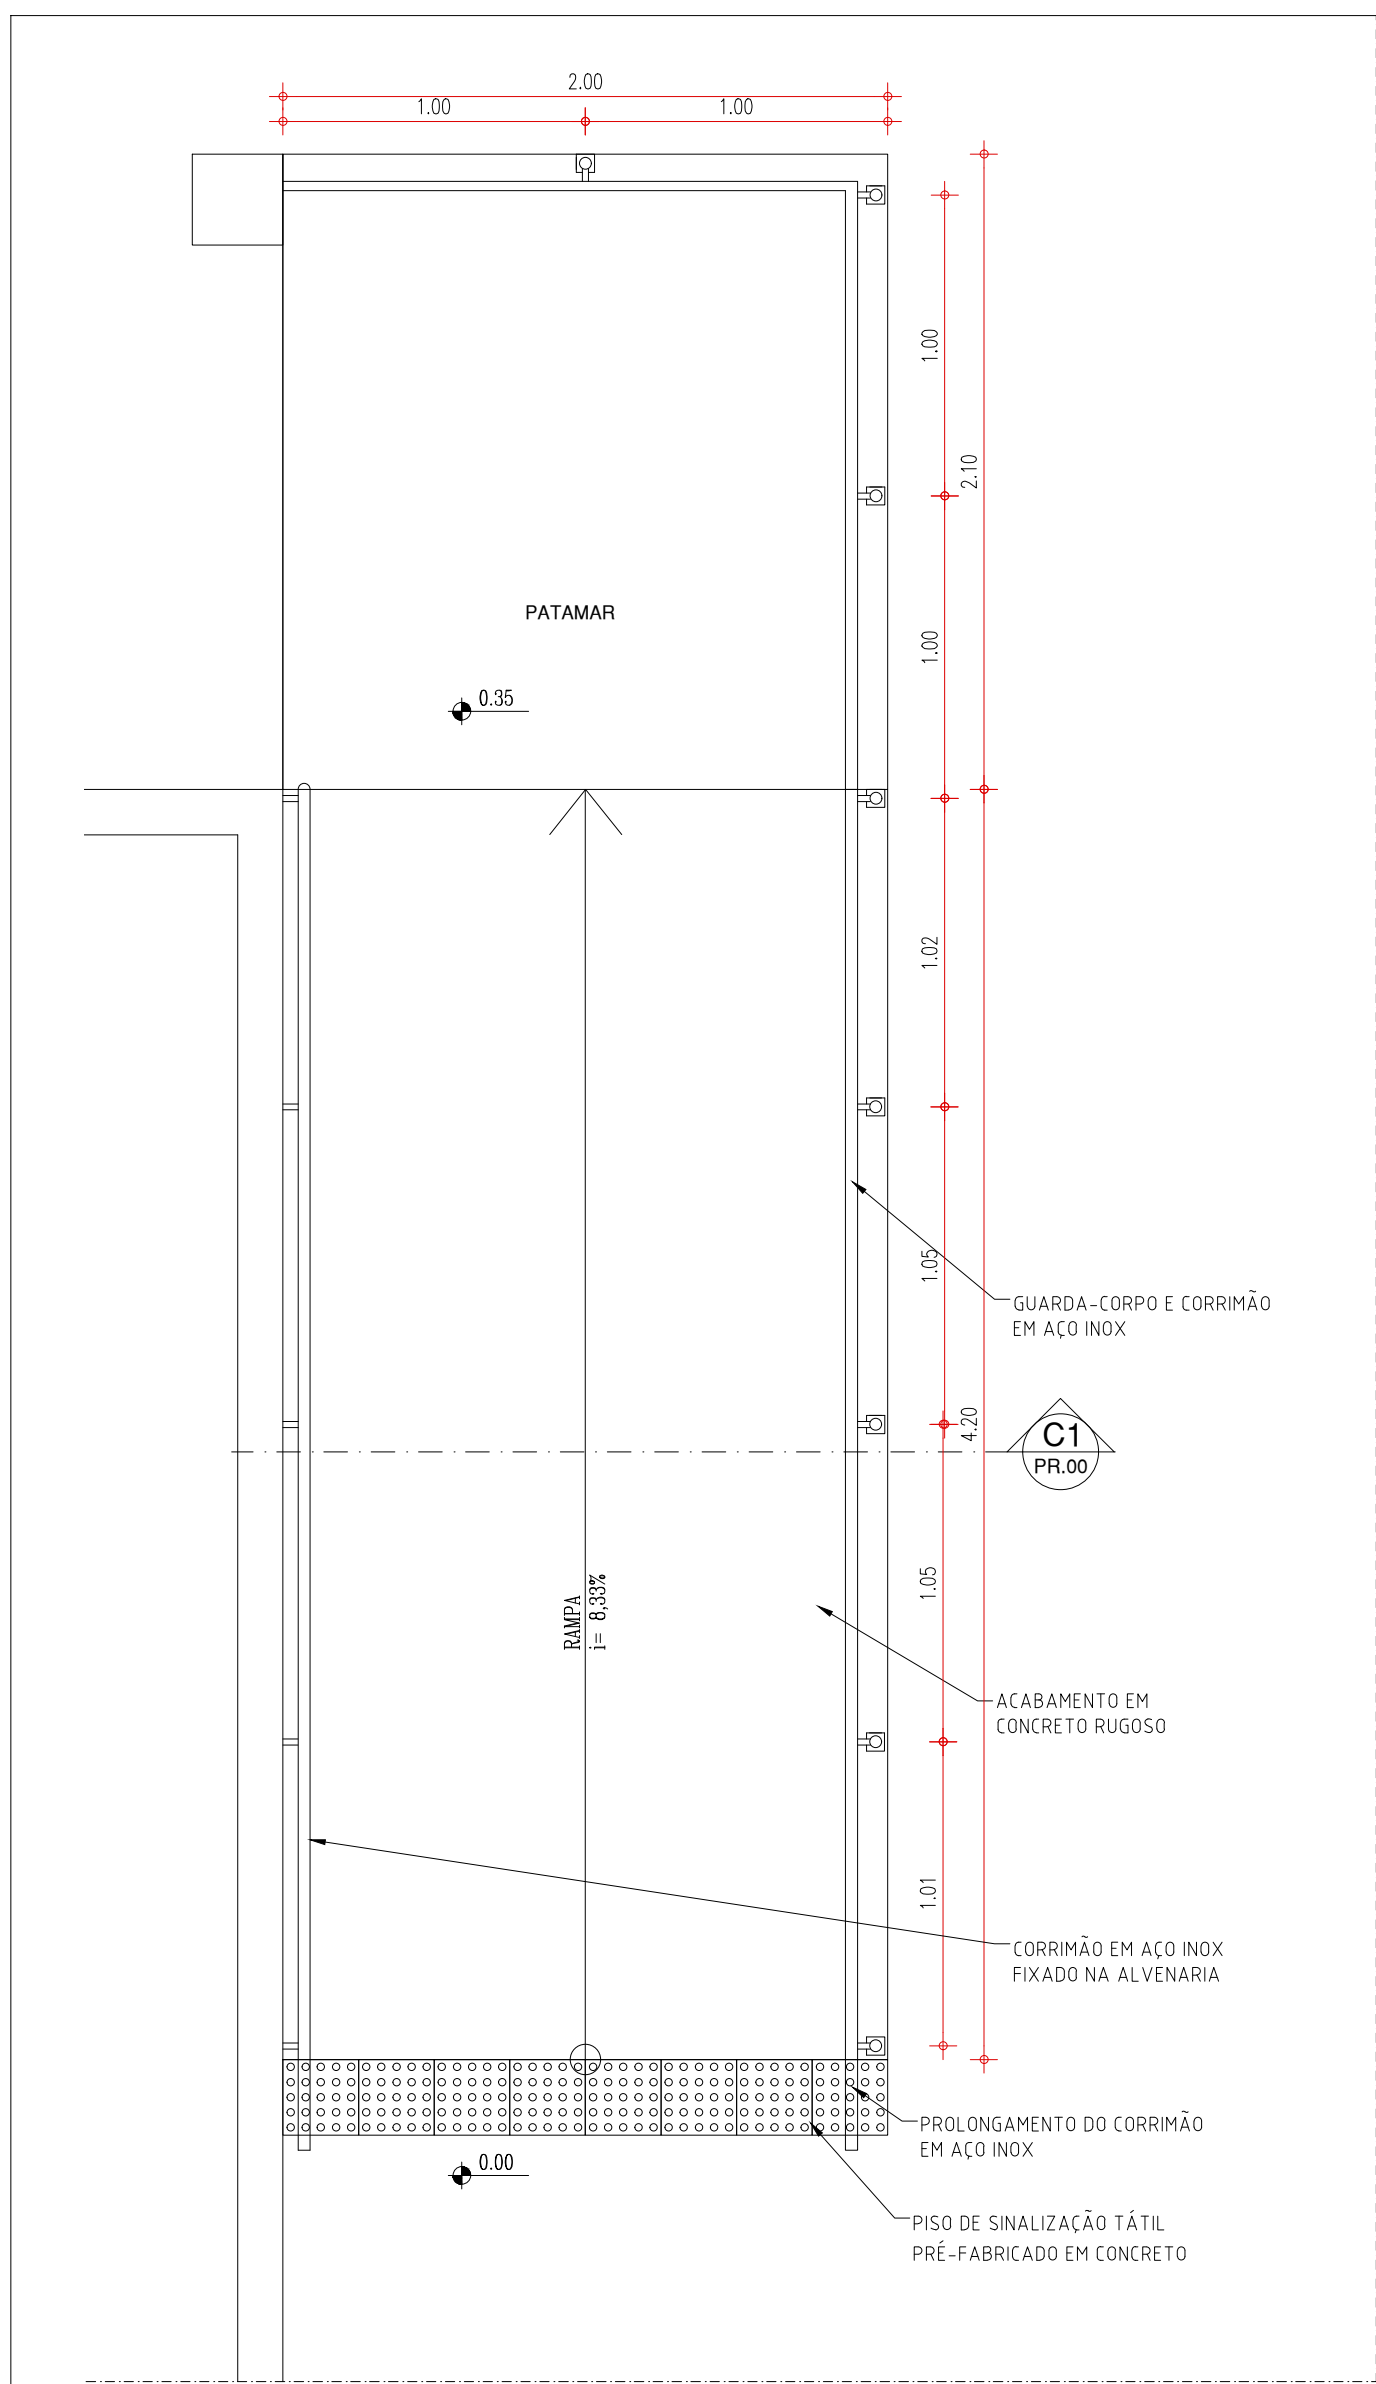 2.00
1.00
1.00
1.00
2.10
PATAMAR
1.00
0.35
1.02
1.05
GUARDA-CORPO E CORRIMÃO
EM AÇO INOX
4.20
C1
PR.00
1.05
RAMPA
i= 8,33%
ACABAMENTO EM
CONCRETO RUGOSO
1.01
CORRIMÃO EM AÇO INOX
FIXADO NA ALVENARIA
PROLONGAMENTO DO CORRIMÃO
EM AÇO INOX
0.00
PISO DE SINALIZAÇÃO TÁTIL
PRÉ-FABRICADO EM CONCRETO